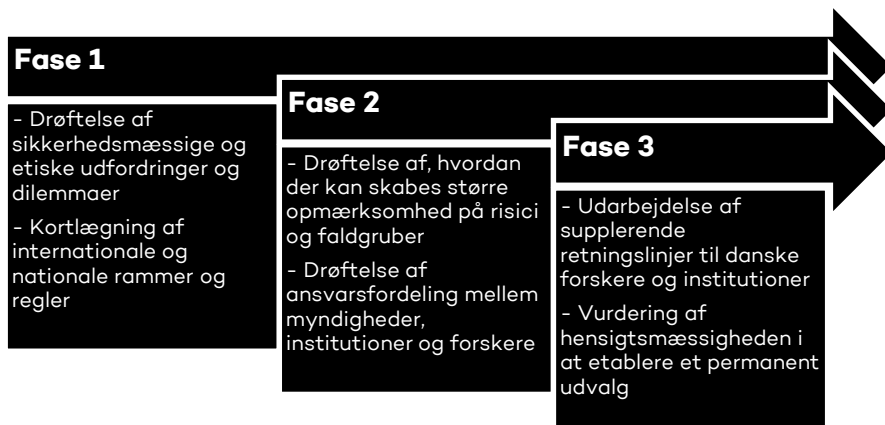 Fase 1
- Drøftelse af
sikkerhedsmæssige og
etiske udfordringer og
dilemmaer
- Kortlægning af
internationale og
nationale rammer og
regler
Fase 2
- Drøftelse af, hvordan
der kan skabes større
opmærksomhed på risici
og faldgruber
- Drøftelse af
ansvarsfordeling mellem
myndigheder,
institutioner og forskere
Fase 3
- Udarbejdelse af
supplerende
retningslinjer til danske
forskere og institutioner
- Vurdering af
hensigtsmæssigheden i
at etablere et permanent
udvalg